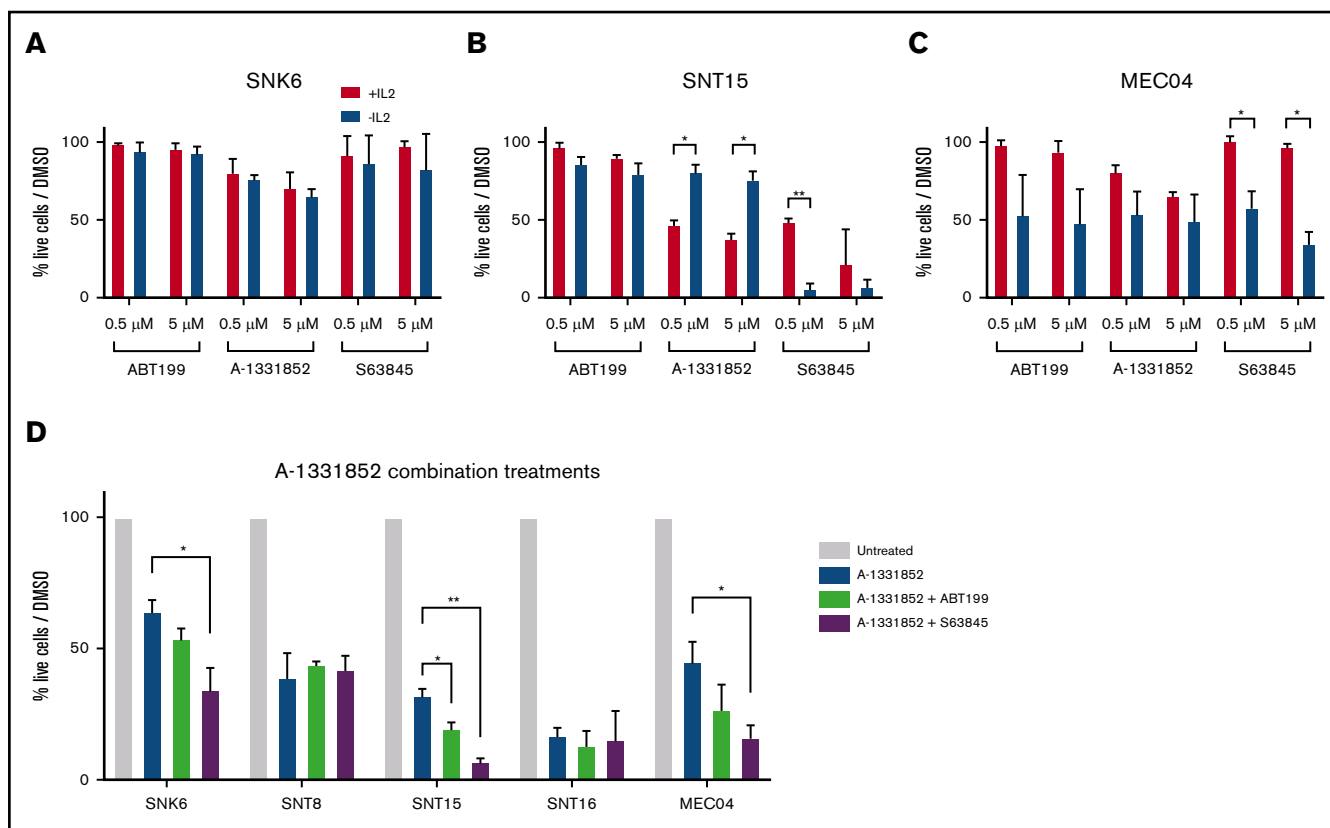 A
SNK6
+IL2
-IL2
% live cells / DMSO
100
50
0
0.5 μM 5 μM 0.5 μM 5 μM 0.5 μM 5 μM
ABT199 A-1331852 S63845
B
SNT15
% live cells / DMSO
100
50
0
* *
**
0.5 μM 5 μM 0.5 μM 5 μM 0.5 μM 5 μM
ABT199 A-1331852 S63845
C
MEC04
% live cells / DMSO
100
50
0
* *
0.5 μM 5 μM 0.5 μM 5 μM 0.5 μM 5 μM
ABT199 A-1331852 S63845
D
A-1331852 combination treatments
% live cells / DMSO
100
50
0
*
**
*
*
SNK6 SNT8 SNT15 SNT16 MEC04
Untreated
A-1331852
A-1331852 + ABT199
A-1331852 + S63845